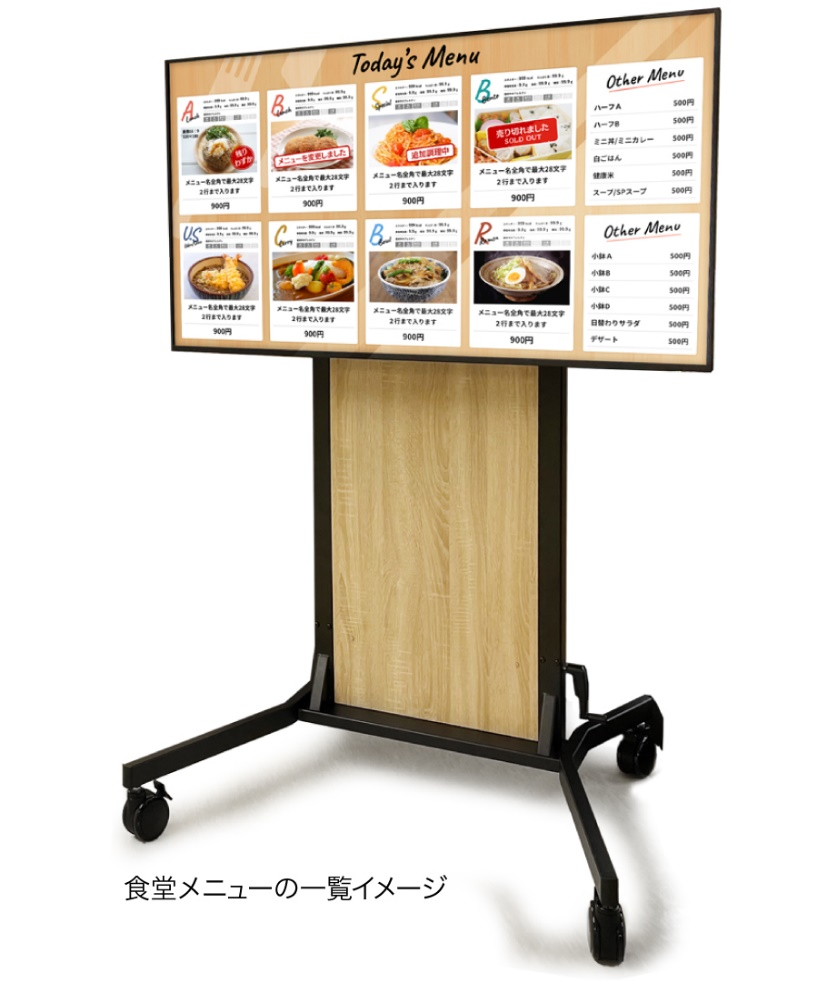 Today's Menu
A Lunch
残り
わずか
メニュー名全角で最大28文字
2行まで入ります
900円
B Lunch
メニューを変更しました
メニュー名全角で最大28文字
2行まで入ります
900円
Special
追加調理中
メニュー名全角で最大28文字
2行まで入ります
900円
Bento
売り切れました
SOLD OUT
メニュー名全角で最大28文字
2行まで入ります
900円
Other Menu
ハーフA 500円
ハーフB 500円
ミニ丼/ミニカレー 500円
白ごはん 500円
健康米 500円
スープ/SPスープ 500円
メニュー名全角で最大28文字
2行まで入ります
900円
Curry
メニュー名全角で最大28文字
2行まで入ります
900円
Bowl
メニュー名全角で最大28文字
2行まで入ります
900円
Ramen
メニュー名全角で最大28文字
2行まで入ります
900円
Other Menu
小鉢A 500円
小鉢B 500円
小鉢C 500円
小鉢D 500円
日替わりサラダ 500円
デザート 500円
食堂メニューの一覧イメージ